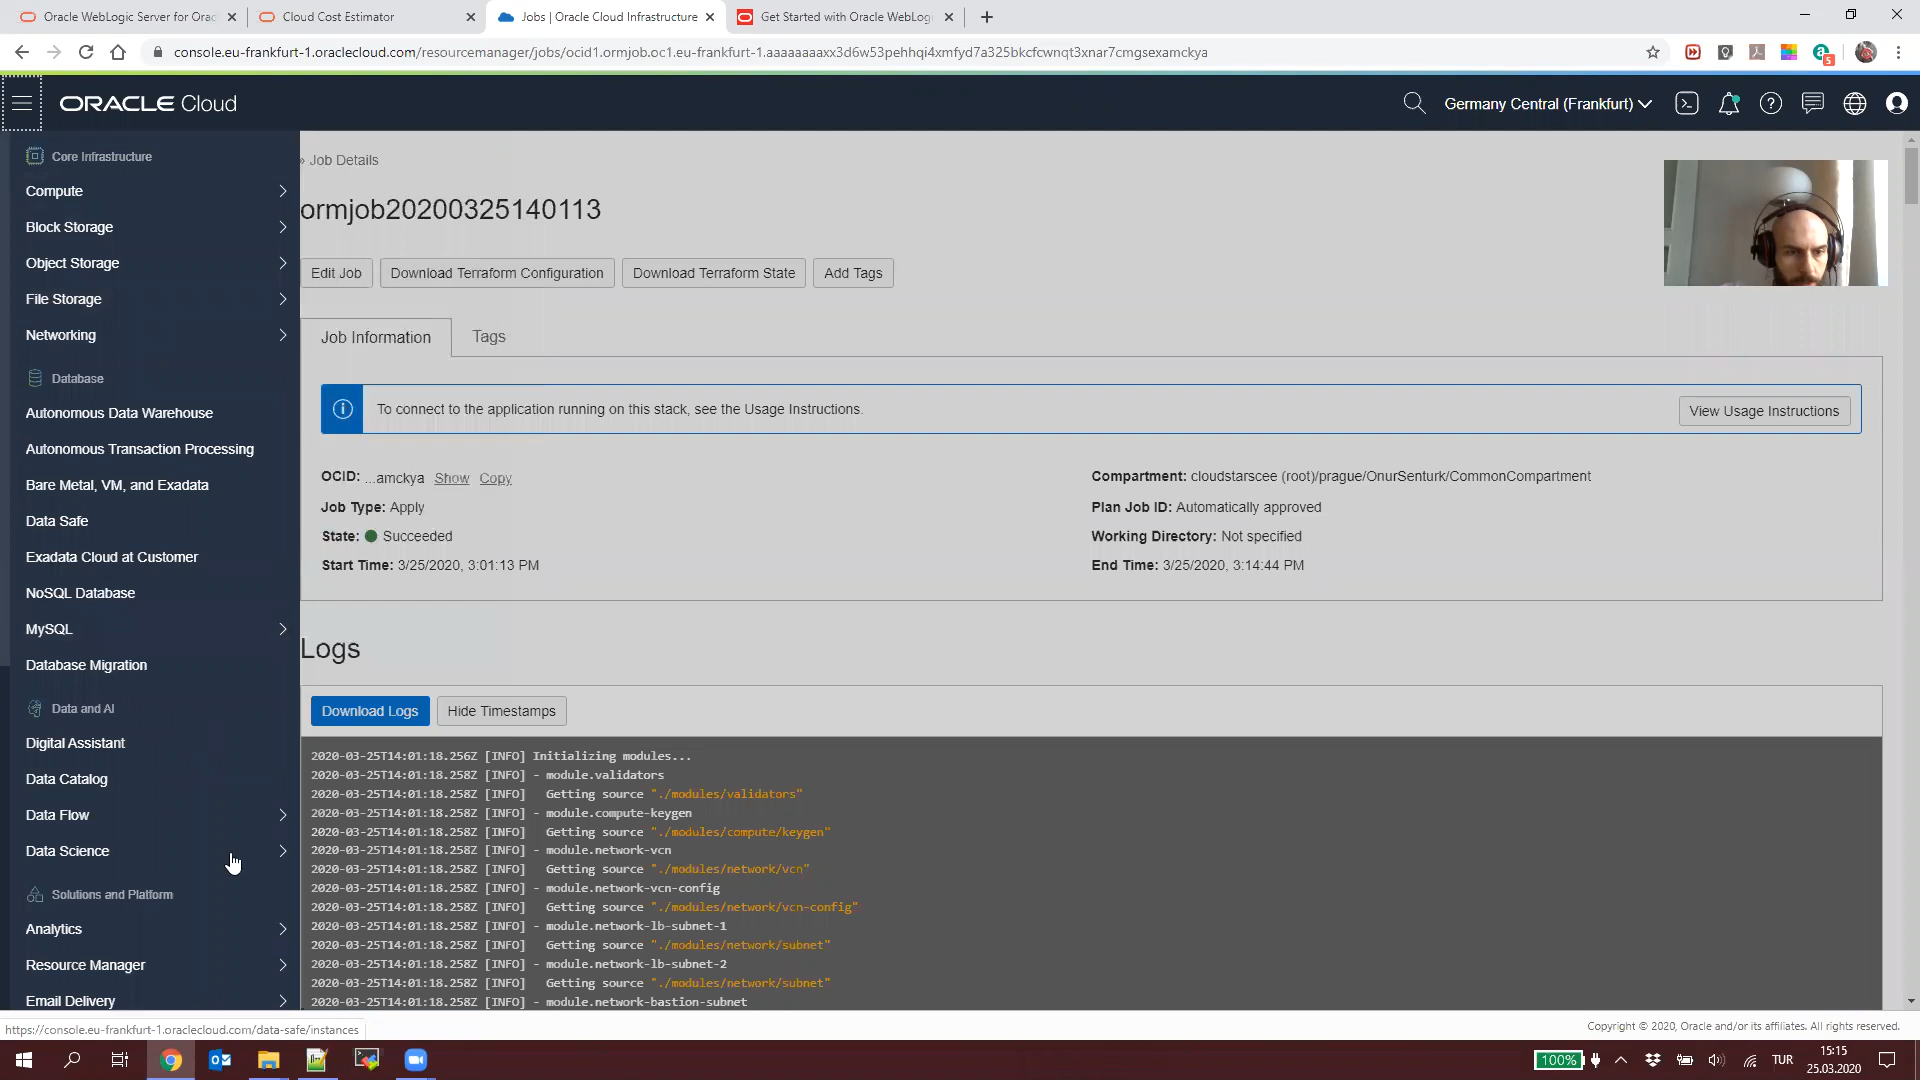 Oracle WebLogic Server for Orac
Cloud Cost Estimator
Jobs | Oracle Cloud Infrastructure
Get Started with Oracle WebLogi
console.eu-frankfurt-1.oraclecloud.com/resourcemanager/jobs/ocid1.ormjob.oc1.eu-frankfurt-1.aaaaaaaaxx3d6w53pehhqi4xmfyd7a325bkcfcwnqt3xnar7cmgsexamckya
5
ORACLE Cloud
Germany Central (Frankfurt)
Core Infrastructure
Compute
Block Storage
Object Storage
File Storage
Networking
Database
Autonomous Data Warehouse
Autonomous Transaction Processing
Bare Metal, VM, and Exadata
Data Safe
Exadata Cloud at Customer
NoSQL Database
MySQL
Database Migration
Data and AI
Digital Assistant
Data Catalog
Data Flow
Data Science
Solutions and Platform
Analytics
Resource Manager
Email Delivery
» Job Details
ormjob20200325140113
Edit Job
Download Terraform Configuration
Download Terraform State
Add Tags
Job Information
Tags
To connect to the application running on this stack, see the Usage Instructions.
View Usage Instructions
OCID: ...amckya Show Copy
Job Type: Apply
State: Succeeded
Start Time: 3/25/2020, 3:01:13 PM
Compartment: cloudstarscee (root)/prague/OnurSenturk/CommonCompartment
Plan Job ID: Automatically approved
Working Directory: Not specified
End Time: 3/25/2020, 3:14:44 PM
Logs
Download Logs
Hide Timestamps
2020-03-25T14:01:18.256Z [INFO] Initializing modules...
2020-03-25T14:01:18.258Z [INFO] - module.validators
2020-03-25T14:01:18.258Z [INFO] Getting source "./modules/validators"
2020-03-25T14:01:18.258Z [INFO] - module.compute-keygen
2020-03-25T14:01:18.258Z [INFO] Getting source "./modules/compute/keygen"
2020-03-25T14:01:18.258Z [INFO] - module.network-vcn
2020-03-25T14:01:18.258Z [INFO] Getting source "./modules/network/vcn"
2020-03-25T14:01:18.258Z [INFO] - module.network-vcn-config
2020-03-25T14:01:18.258Z [INFO] Getting source "./modules/network/vcn-config"
2020-03-25T14:01:18.258Z [INFO] - module.network-lb-subnet-1
2020-03-25T14:01:18.258Z [INFO] Getting source "./modules/network/subnet"
2020-03-25T14:01:18.258Z [INFO] - module.network-lb-subnet-2
2020-03-25T14:01:18.258Z [INFO] Getting source "./modules/network/subnet"
2020-03-25T14:01:18.258Z [INFO] - module.network-bastion-subnet
https://console.eu-frankfurt-1.oraclecloud.com/data-safe/instances
Copyright © 2020, Oracle and/or its affiliates. All rights reserved.
100%
TUR
15:15
25.03.2020